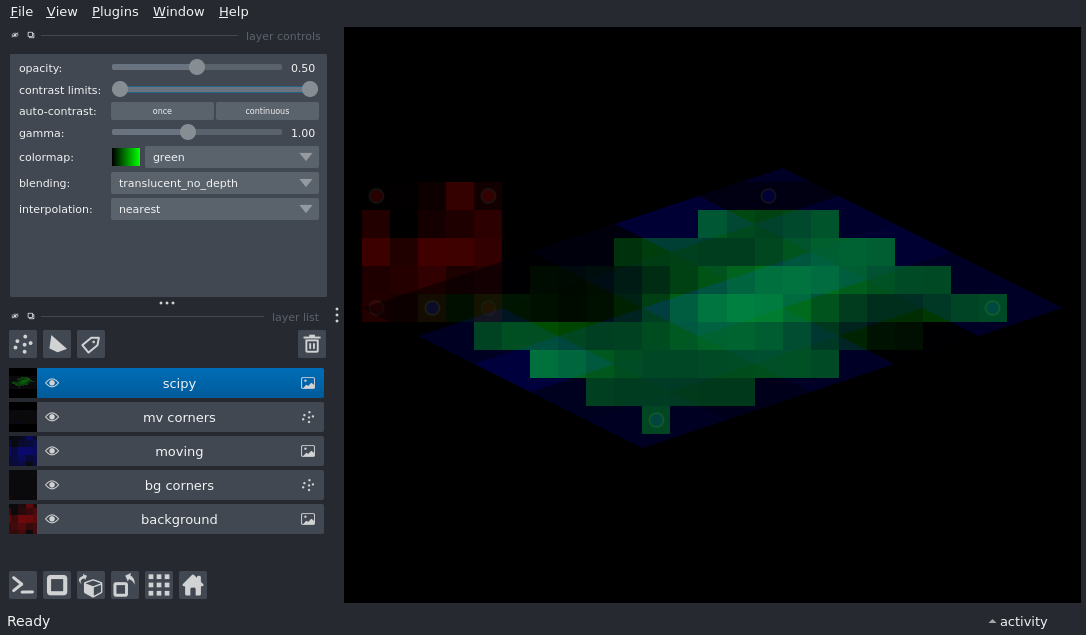 File View Plugins Window Help
layer controls
opacity: 0.50
contrast limits:
auto-contrast: once continuous
gamma: 1.00
colormap: green
blending: translucent_no_depth
interpolation: nearest
layer list
scipy
mv corners
moving
bg corners
background
Ready
activity